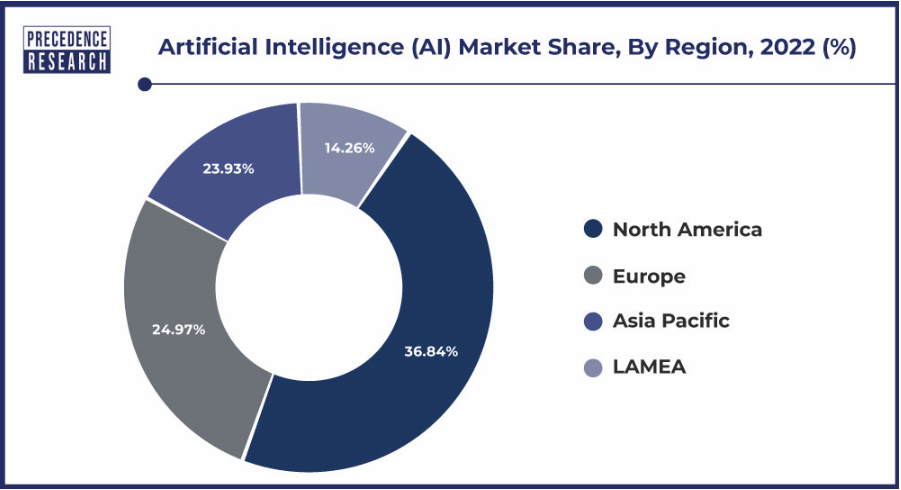 PRECEDENCE
RESEARCH
Artificial Intelligence (AI) Market Share, By Region, 2022 (%)
14.26%
23.93%
24.97%
36.84%
North America
Europe
Asia Pacific
LAMEA